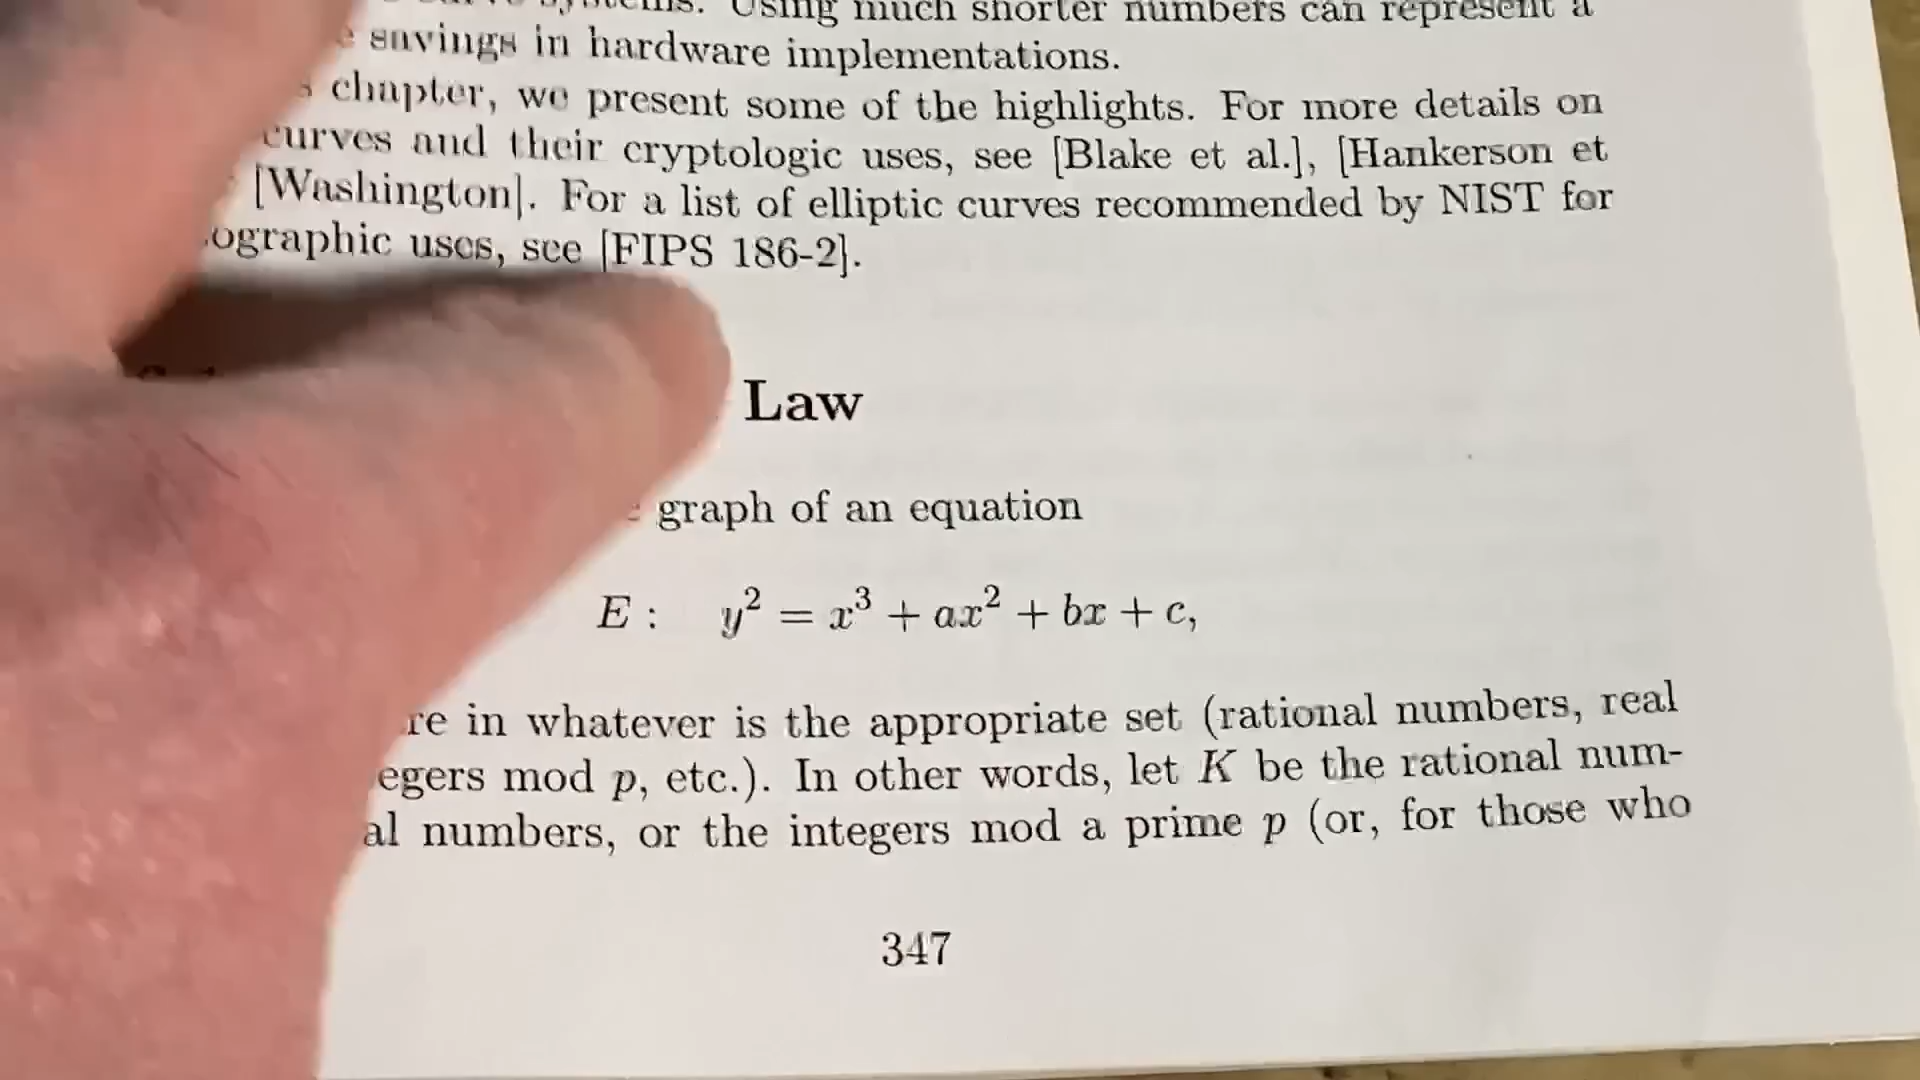 Using much shorter numbers can represent a
savings in hardware implementations.
chapter, we present some of the highlights. For more details on
curves and their cryptologic uses, see [Blake et al.], [Hankerson et
[Washington]. For a list of elliptic curves recommended by NIST for
ographic uses, see [FIPS 186-2].
Law
graph of an equation
E : y² = x³ + ax² + bx + c,
re in whatever is the appropriate set (rational numbers, real
egers mod p, etc.). In other words, let K be the rational num-
al numbers, or the integers mod a prime p (or, for those who
347